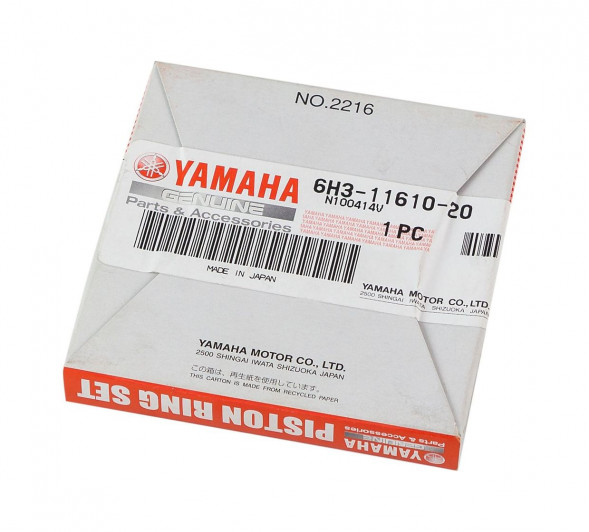 NO.2216
YAMAHA
GENUINE
Parts & Accessories
6H3-11610-20
N100414V
1 PC
MADE IN JAPAN
YAMAHA MOTOR CO., LTD.
2500 SHINGAI IWATA SHIZUOKA JAPAN
YAMAHA MOTOR CO., LTD.
2500 SHINGAI IWATA SHIZUOKA JAPAN
この箱は、再生紙を使用しています。
THIS CARTON IS MADE FROM RECYCLED PAPER
YAMAHA
GENUINE
Parts & Accessories
PISTON RING SET
YAMAHA